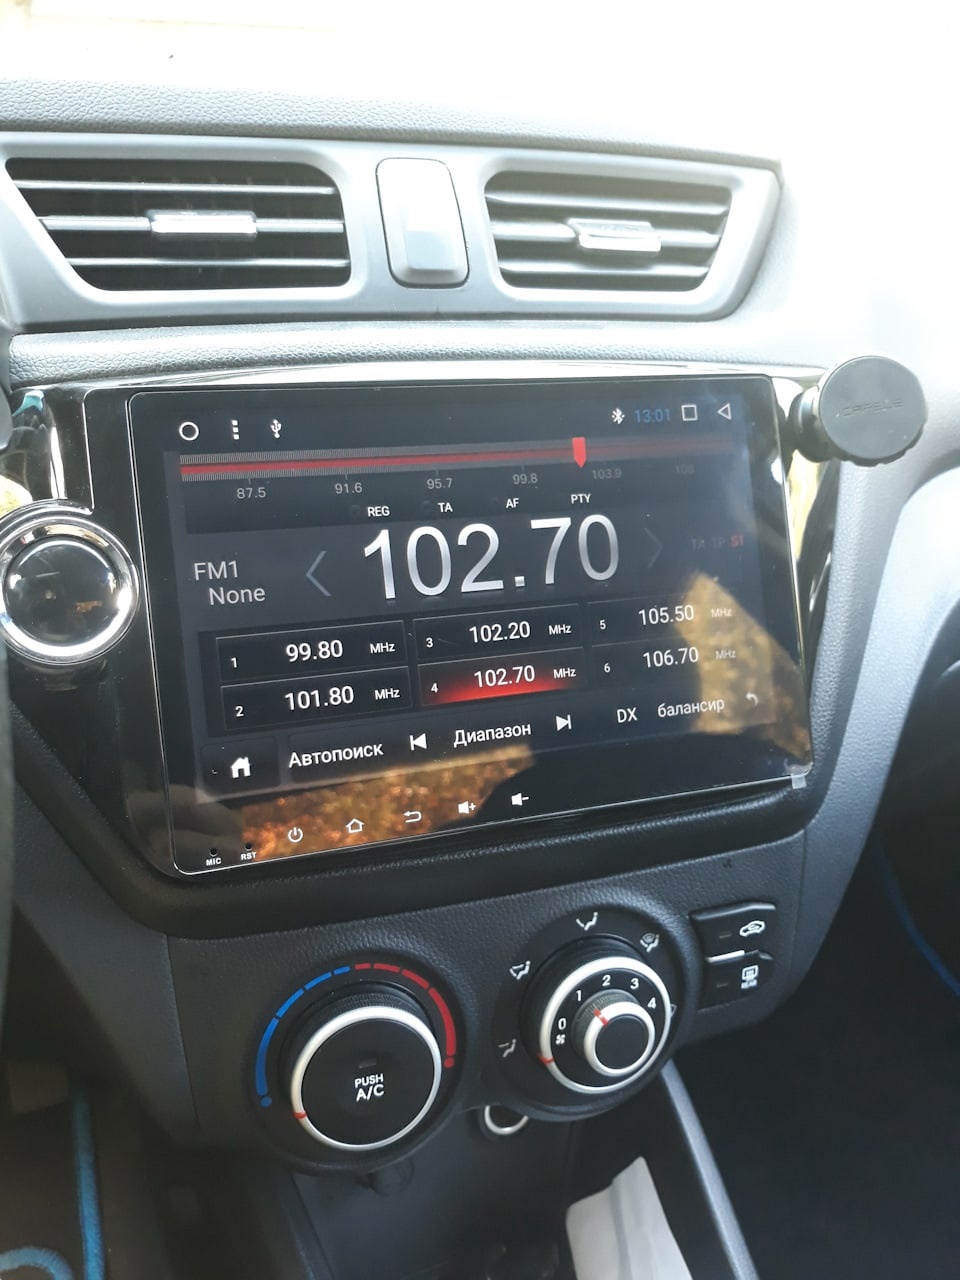 13:01
87.5 91.6 95.7 99.8 103.9 108
REG TA AF PTY
FM1
None
102.70
TA TP ST
1 99.80 MHz
3 102.20 MHz
5 105.50 MHz
2 101.80 MHz
4 102.70 MHz
6 106.70 MHz
Автопоиск Диапазон DX балансир
MIC RST
PUSH
A/C
0 1 2 3 4
REAR